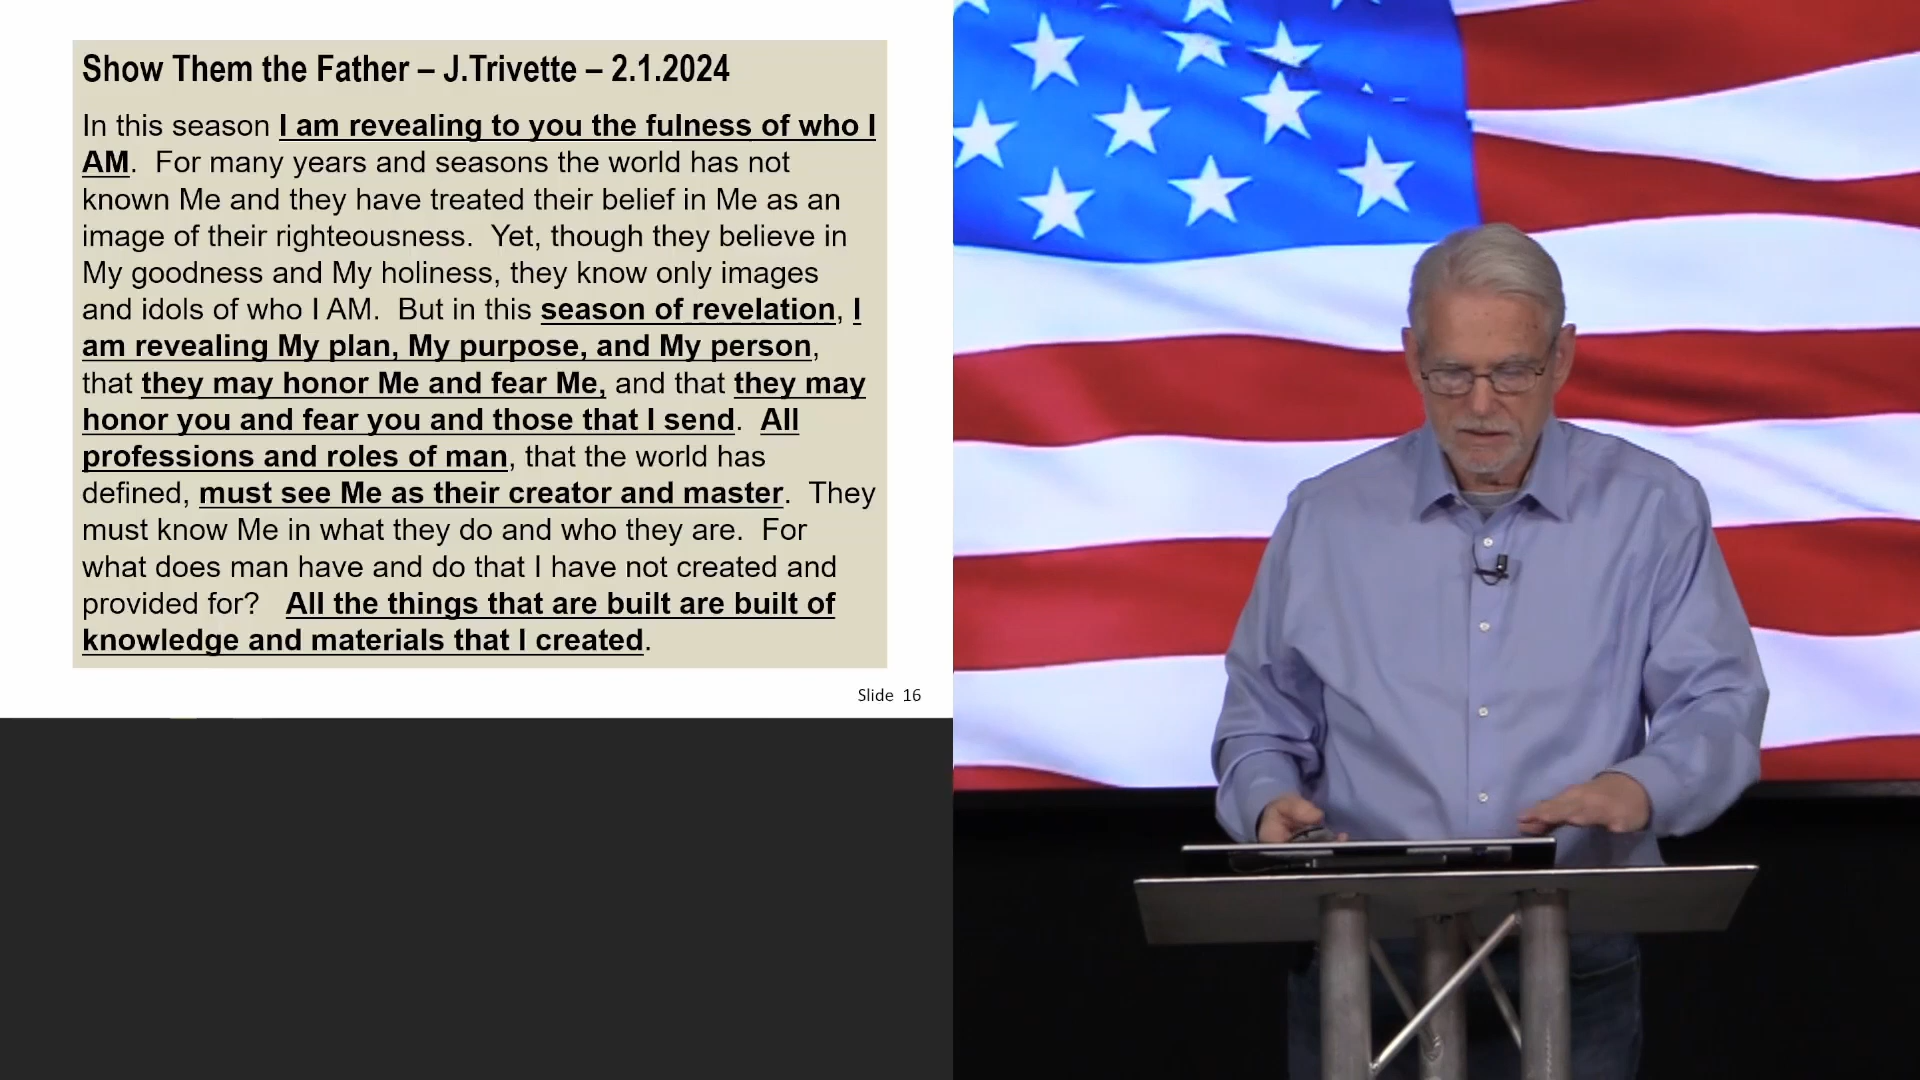 Show Them the Father – J.Trivette – 2.1.2024
In this season I am revealing to you the fulness of who I
AM.  For many years and seasons the world has not
known Me and they have treated their belief in Me as an
image of their righteousness.  Yet, though they believe in
My goodness and My holiness, they know only images
and idols of who I AM.  But in this season of revelation, I
am revealing My plan, My purpose, and My person,
that they may honor Me and fear Me, and that they may
honor you and fear you and those that I send.  All
professions and roles of man, that the world has
defined, must see Me as their creator and master.  They
must know Me in what they do and who they are.  For
what does man have and do that I have not created and
provided for?   All the things that are built are built of
knowledge and materials that I created.
Slide  16